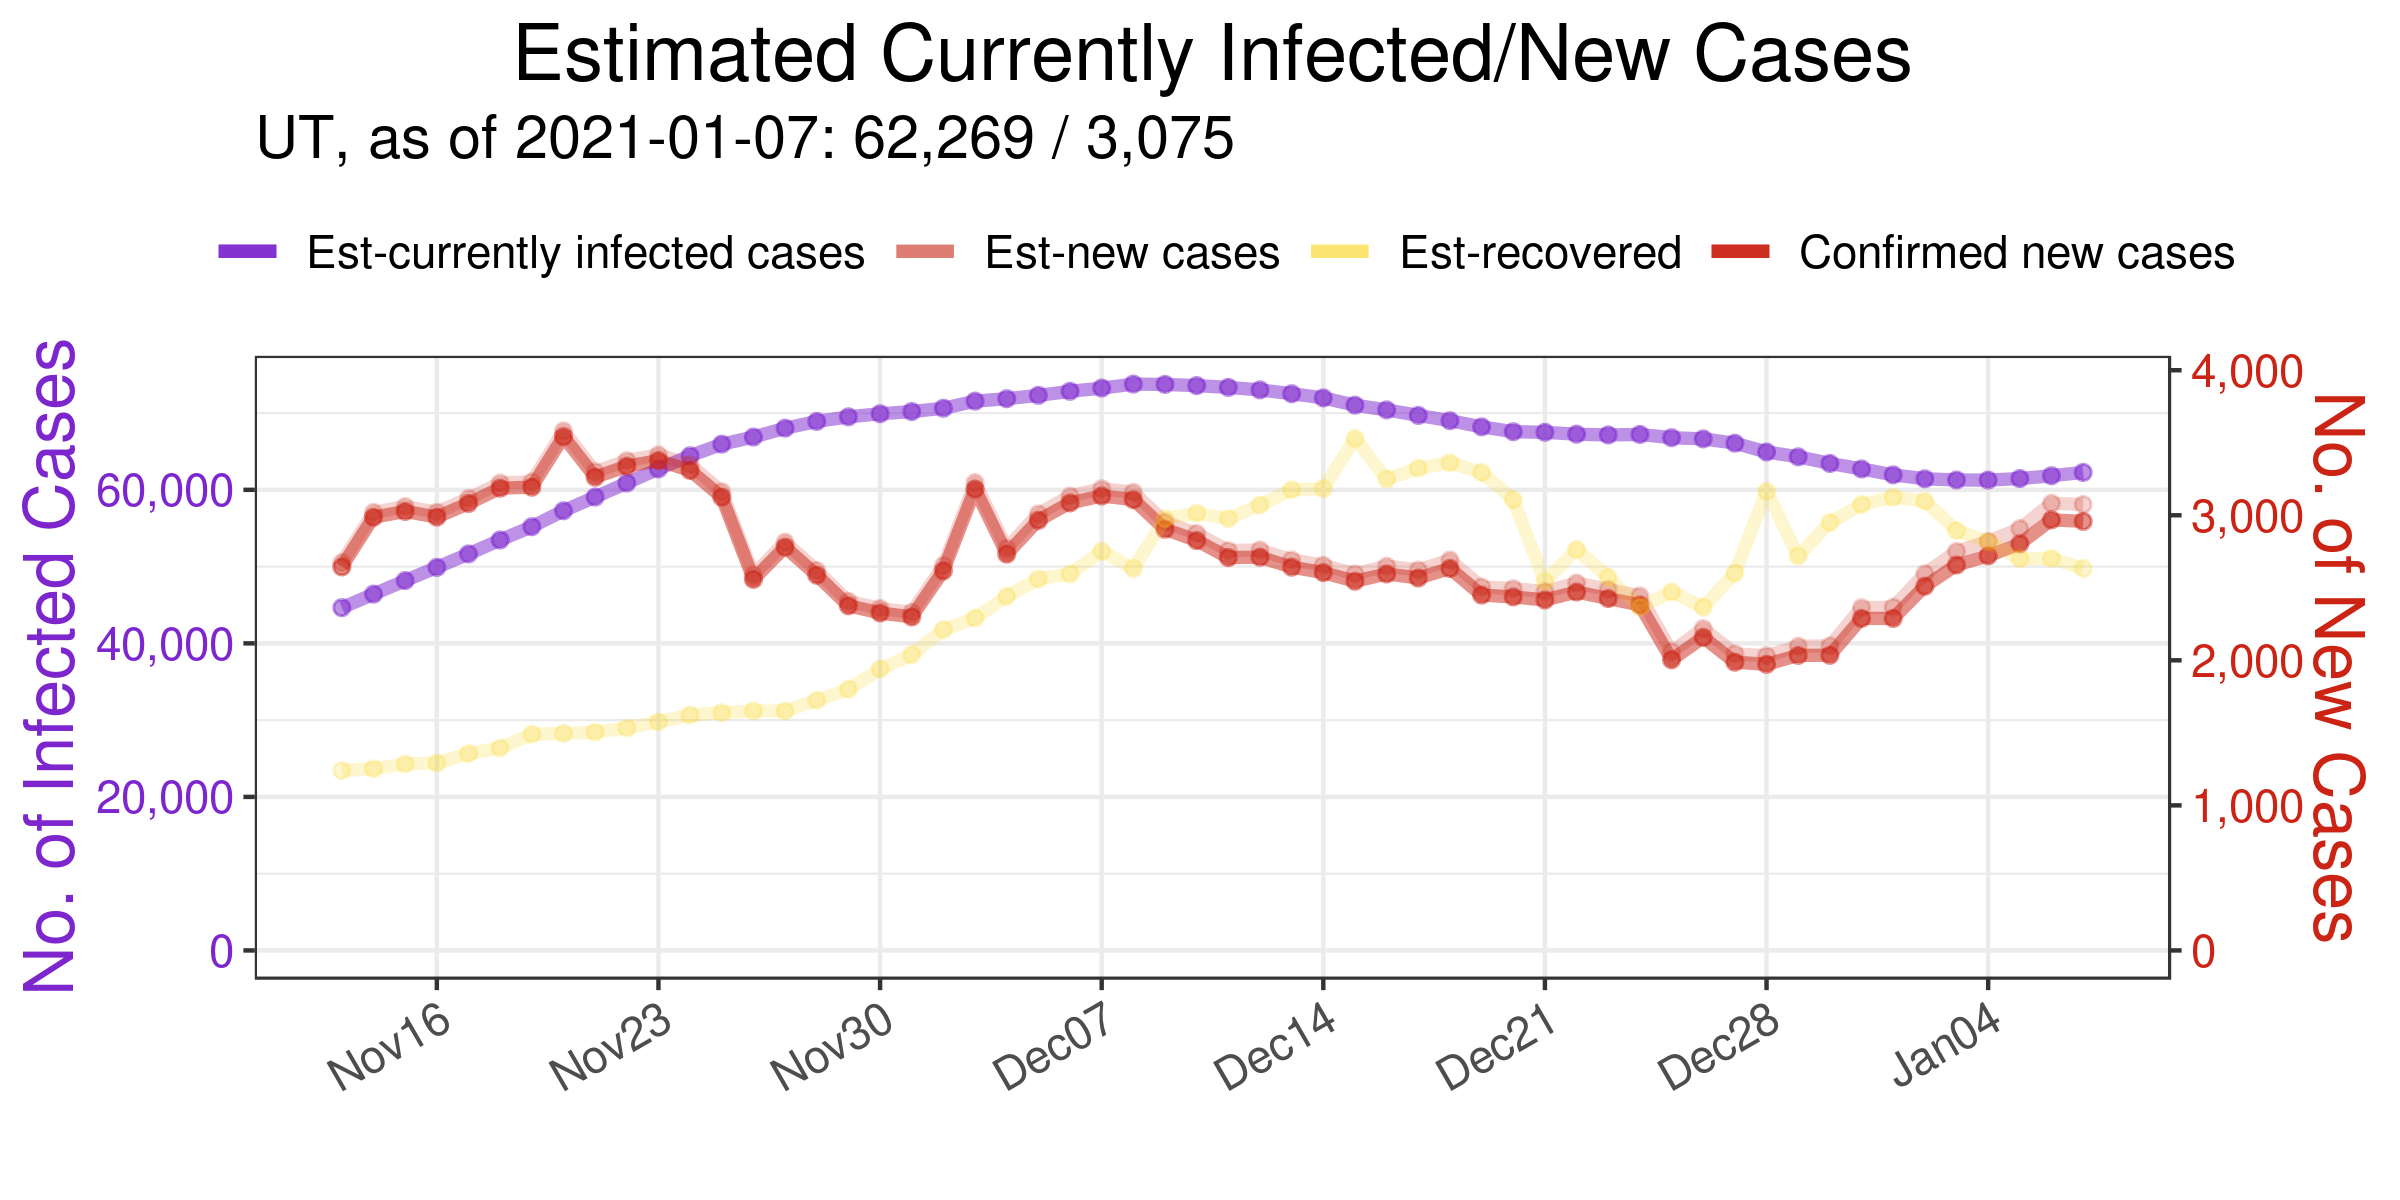 Estimated Currently Infected/New Cases
UT, as of 2021-01-07: 62,269 / 3,075
Est-currently infected cases Est-new cases Est-recovered Confirmed new cases
No. of Infected Cases
60,000
40,000
20,000
0
4,000
3,000
2,000
1,000
0
No. of New Cases
Nov16 Nov23 Nov30 Dec07 Dec14 Dec21 Dec28 Jan04